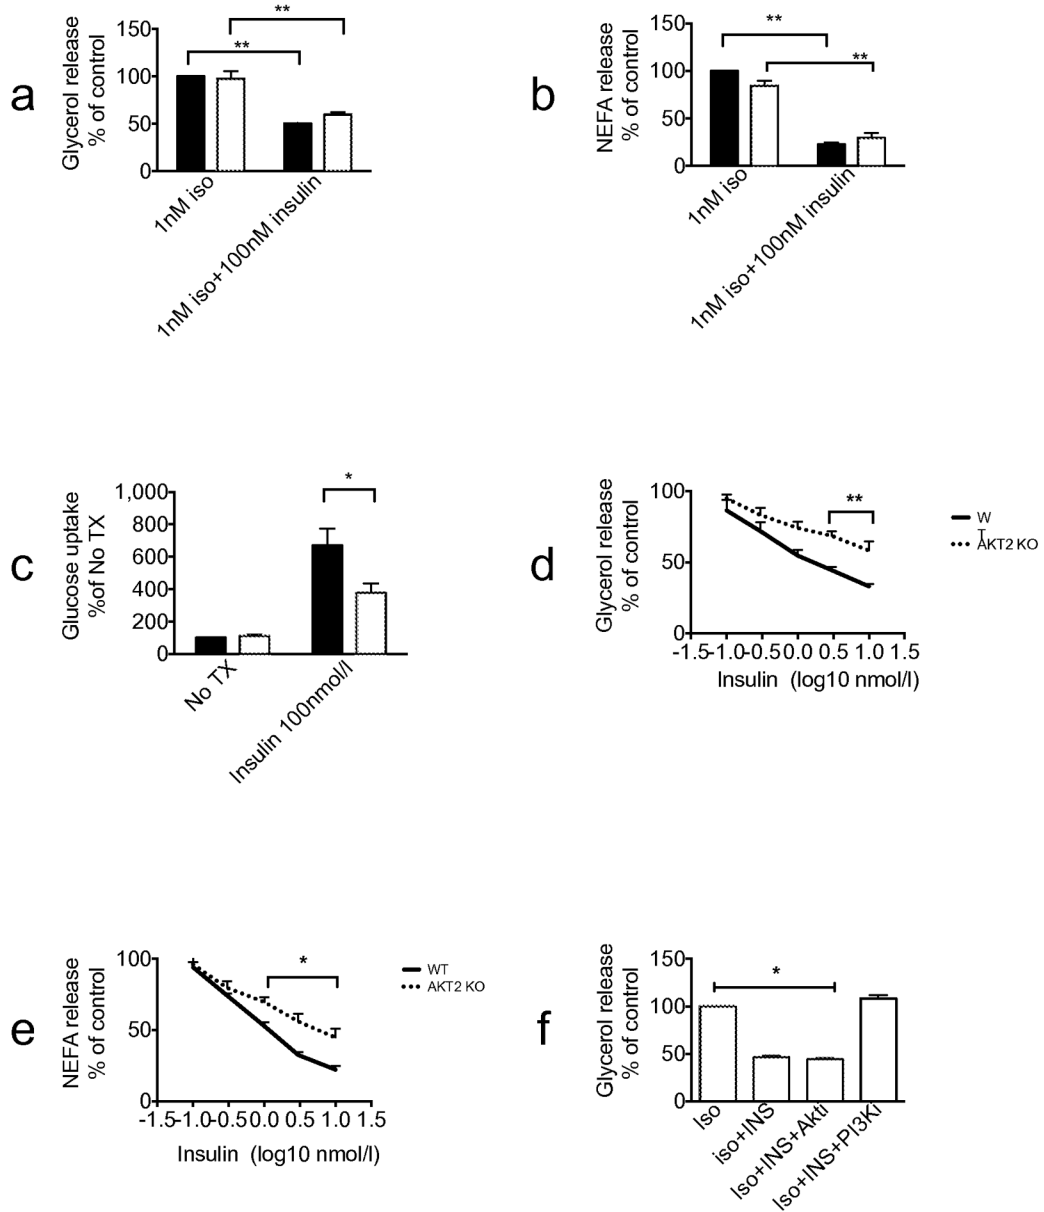 a
Glycerol release
% of control
150
100
50
0
**
**
1nM iso
1nM iso+100nM insulin
b
NEFA release
% of control
150
100
50
0
**
**
1nM iso
1nM iso+100nM insulin
c
Glucose uptake
%of No TX
1,000
800
600
400
200
0
*
No TX
Insulin 100nmol/l
d
Glycerol release
% of control
100
50
0
**
W
T
AKT2 KO
-1.5 -1.0 -0.5 0.0 0.5 1.0 1.5
Insulin (log10 nmol/l)
e
NEFA release
% of control
100
50
0
*
WT
AKT2 KO
-1.5 -1.0 -0.5 0.0 0.5 1.0 1.5
Insulin (log10 nmol/l)
f
Glycerol release
% of control
150
100
50
0
*
Iso
iso+INS
Iso+INS+Akti
Iso+INS+PI3Ki